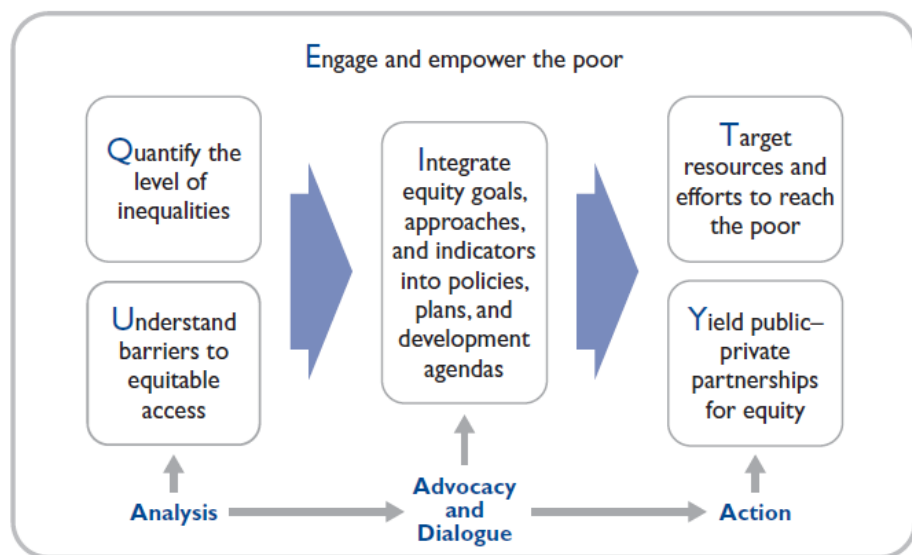 Engage and empower the poor
Quantify the
level of
inequalities
Understand
barriers to
equitable
access
Integrate
equity goals,
approaches,
and indicators
into policies,
plans, and
development
agendas
Target
resources and
efforts to reach
the poor
Yield public–
private
partnerships
for equity
Analysis
Advocacy
and
Dialogue
Action